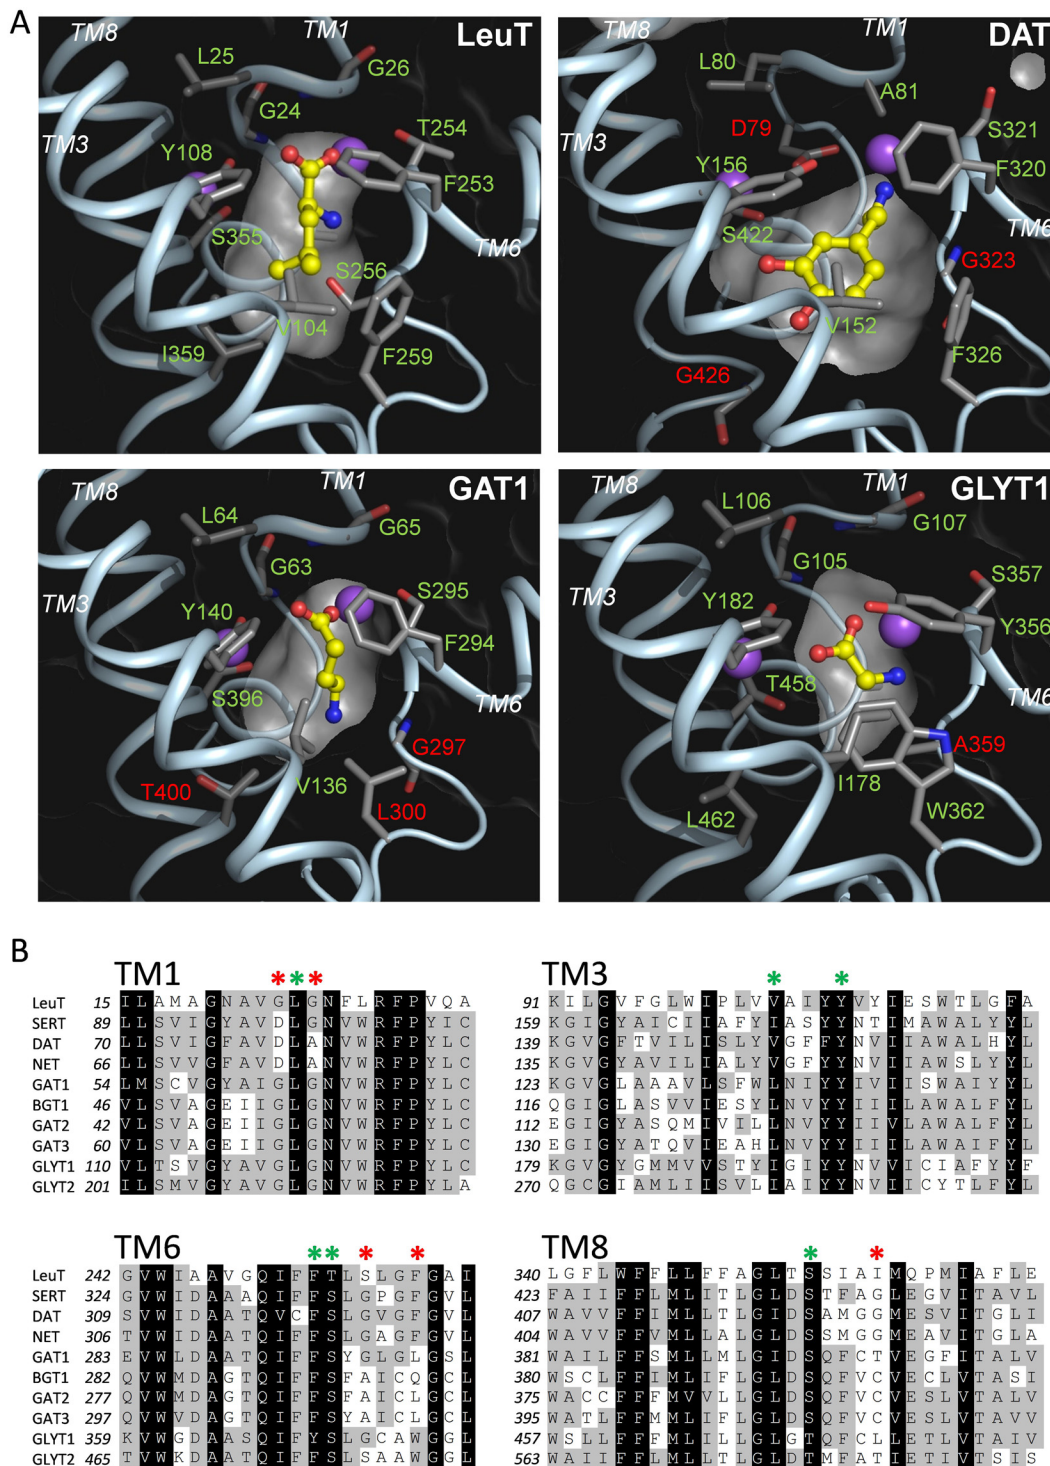 A
TM8
TM1
LeuT
L25
G26
G24
TM3
T254
Y108
F253
S355
TM6
S256
V104
I359
F259
TM1
DAT
TM8
L80
A81
TM3
D79
S321
Y156
F320
S422
TM6
G323
V152
F326
G426
TM8
TM1
GAT1
L64
G65
G63
TM3
S295
Y140
F294
S396
TM6
G297
V136
T400
L300
TM8
TM1
GLYT1
L106
G107
G105
TM3
S357
Y182
Y356
T458
TM6
A359
I178
L462
W362
B
TM1
* * *
LeuT 15 I L A M A G N A V G L G N F L R F P V Q A
SERT 89 L L S V I G Y A V D L G N V W R F P Y I C
DAT 70 L L S V I G F A V D L A N V W R F P Y L C
NET 66 L L S V I G F A V D L A N V W R F P Y L C
GAT1 54 L M S C V G Y A I G L G N V W R F P Y L C
BGT1 46 V L S V A G E I I G L G N V W R F P Y L C
GAT2 42 V L S V A G E I I G L G N V W R F P Y L C
GAT3 60 V L S V A G E I I G L G N V W R F P Y L C
GLYT1 110 V L T S V G Y A V G L G N V W R F P Y L C
GLYT2 201 I L S M V G Y A V G L G N V W R F P Y L A
TM3
* *
91 K I L G V F G L W I P L V V A I Y Y V Y I E S W T L G F A
159 K G I G Y A I C I I A F Y I A S Y Y N T I M A W A L Y Y L
139 K G V G F T V I L I S L Y V G F F Y N V I I A W A L H Y L
135 K G V G Y A V I L I A L Y V G F Y Y N V I I A W S L Y Y L
123 K G V G L A A A V L S F W L N I Y Y I V I I S W A I Y Y L
116 Q G I G L A S V V I E S Y L N V Y Y I I I L A W A L F Y L
112 E G I G Y A S Q M I V I L L N V Y Y I I I L A W A L F Y L
130 E G I G Y A T Q V I E A H L N V Y Y I I I L A W A I F Y L
179 K G V G Y G M M V V S T Y I G I Y Y N V V I C I A F Y Y F
270 Q G C G I A M L I I S V L I A I Y Y N V I I C Y T L F Y L
TM6
* * * *
LeuT 242 G V W I A A V G Q I F F T L S L G F G A I
SERT 324 G V W I D A A A Q I F F S L G P G F G V L
DAT 309 S V W I D A A T Q V C F S L G V G F G V L
NET 306 T V W I D A A T Q I F F S L G A G F G V L
GAT1 283 E V W L D A A T Q I F F S Y G L G L G S L
BGT1 282 Q V W M D A G T Q I F F S F A I C Q G C L
GAT2 277 Q V W M D A G T Q I F F S F A I C L G C L
GAT3 297 Q V W V D A G T Q I F F S Y A I C L G C L
GLYT1 359 K V W G D A A S Q I F Y S L G C A W G G L
GLYT2 465 T V W K D A A T Q I F F S L S A A W G G L
TM8
* *
340 L G F L W F F L L F F A G L T S S I A I M Q P M I A F L E
423 F A I I F F L M L I T L G L D S T F A G L E G V I T A V L
407 W A V V F F I M L L T L G I D S A M G G M E S V I T G L I
404 W A V V F F V M L L A L G L D S S M G G M E A V I T G L A
381 W A I L F F S M L L M L G I D S Q F C T V E G F I T A L V
380 W S C L F F I M L I F L G L D S Q F V C V E C L V T A S I
375 W A C C F F F M V V L L G L D S Q F V C V E S L V T A L V
395 W A T L F F M M L I F L G L D S Q F V C V E S L V T A V V
457 W S L L F F F M L I L L G L G T Q F C L L E T L V T A I V
563 W A I I F F L M L L T L G L D T M F A T I E T I V T S I S